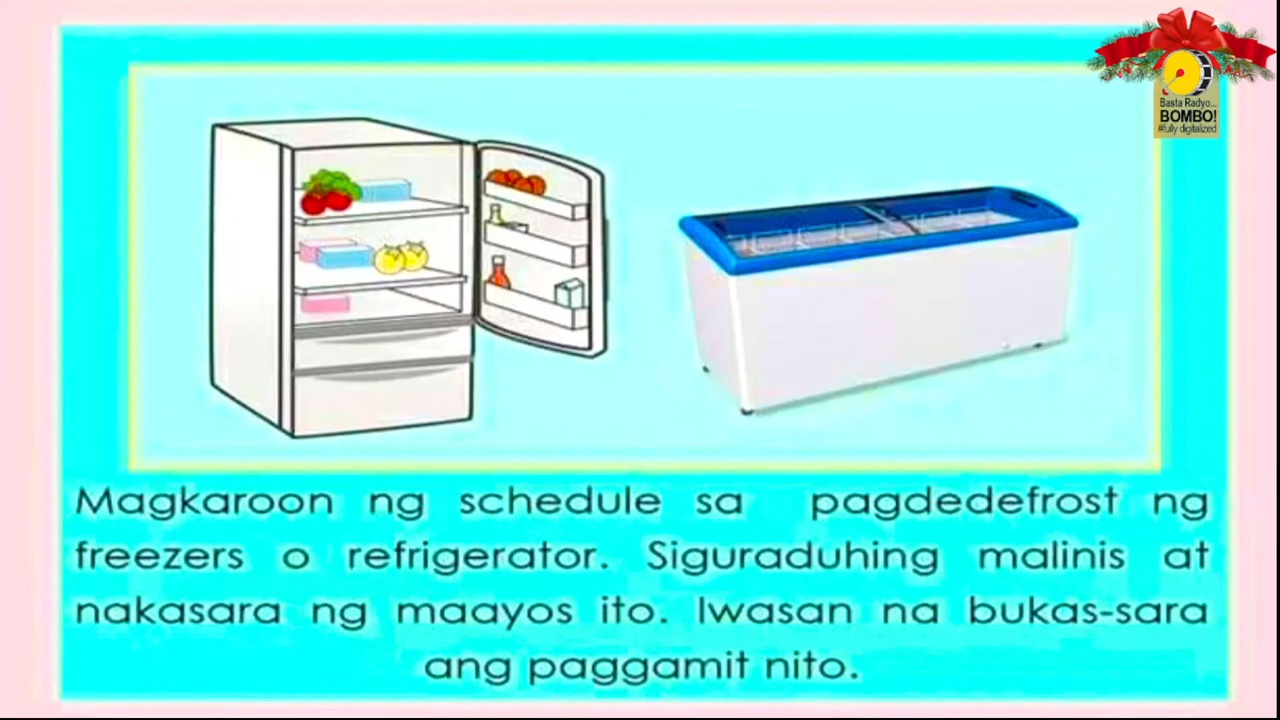 Basta Radyo...
BOMBO!
#fully digitalized
Magkaroon ng schedule sa pagdedefrost ng
freezers o refrigerator. Siguraduhing malinis at
nakasara ng maayos ito. Iwasan na bukas-sara
ang paggamit nito.